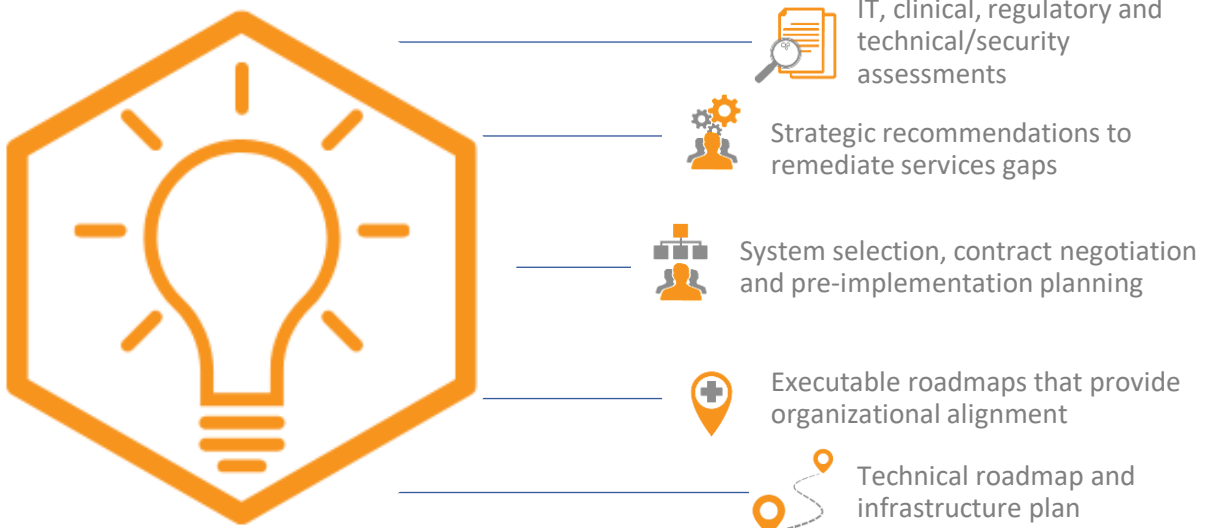 IT, clinical, regulatory and
technical/security
assessments
Strategic recommendations to
remediate services gaps
System selection, contract negotiation
and pre-implementation planning
Executable roadmaps that provide
organizational alignment
Technical roadmap and
infrastructure plan